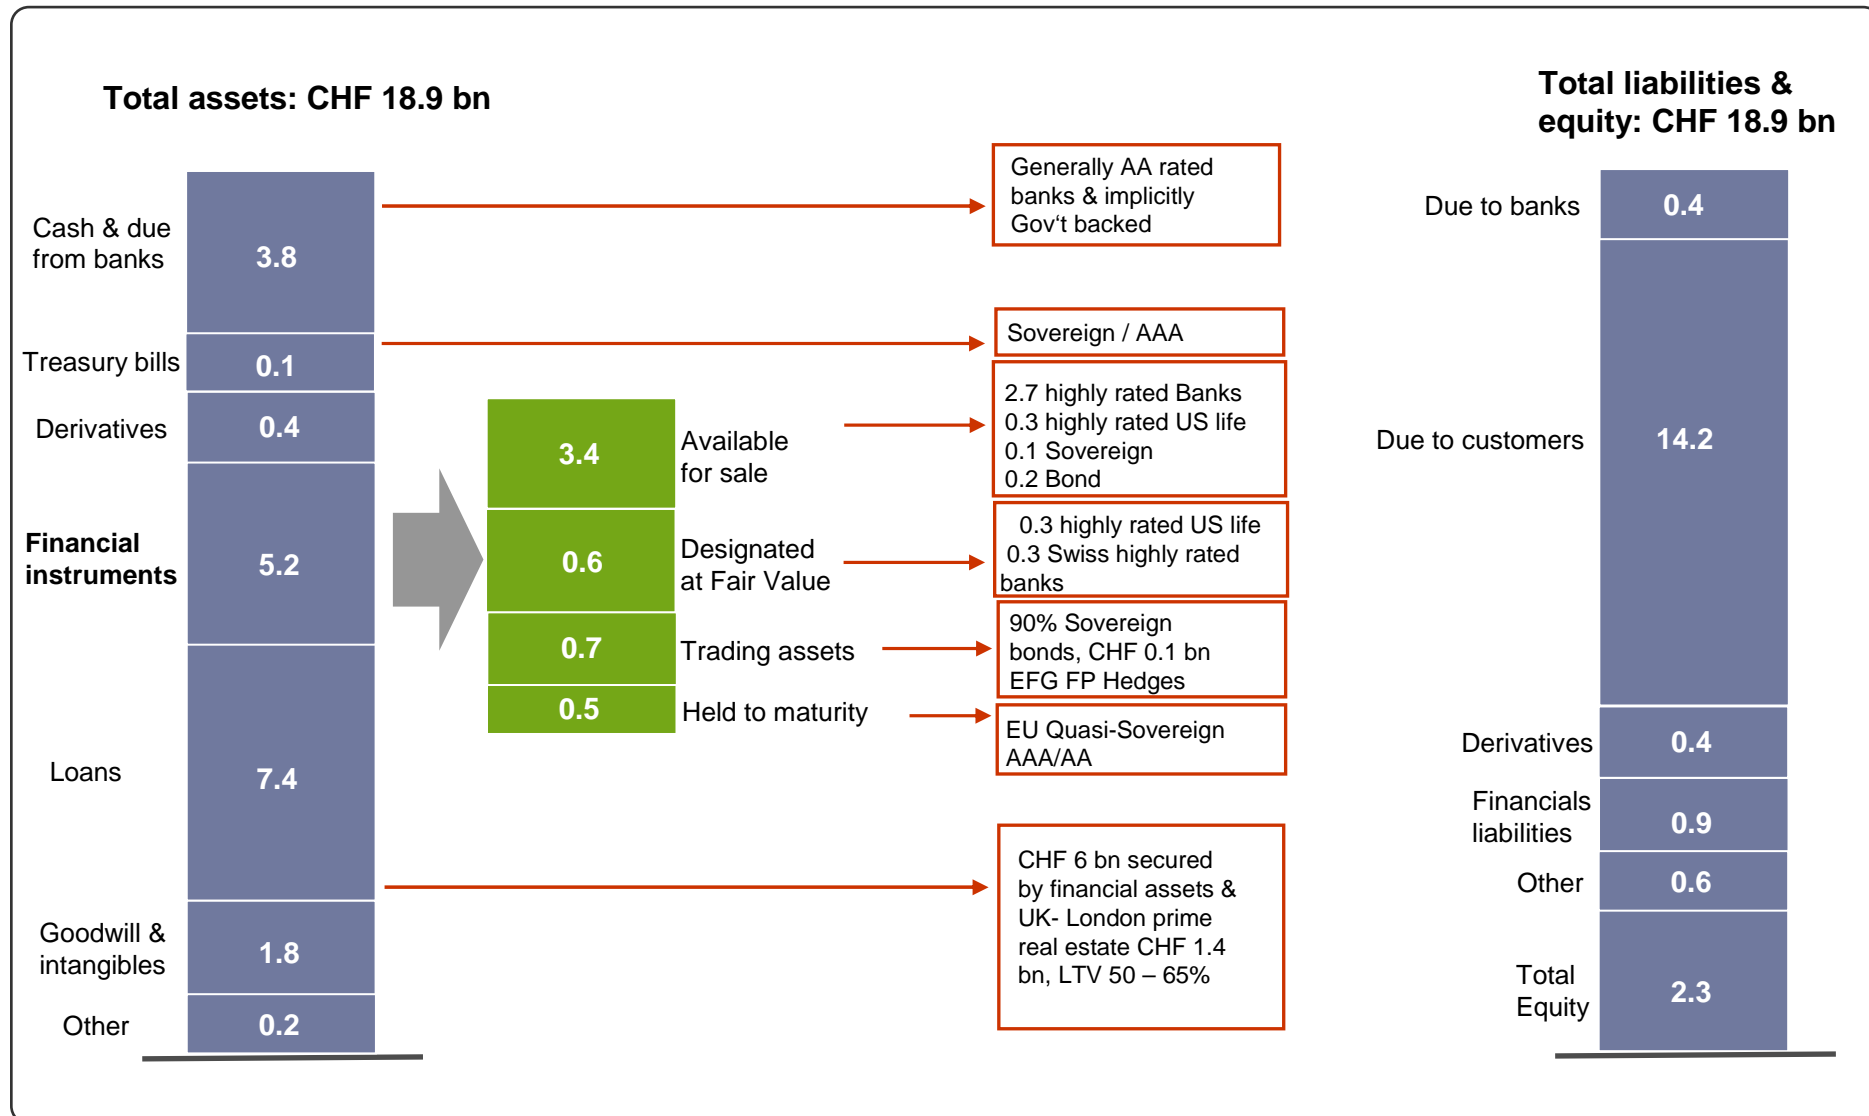 Total assets: CHF 18.9 bn
Total liabilities &
equity: CHF 18.9 bn
Cash & due
from banks
3.8
Generally AA rated
banks & implicitly
Gov‘t backed
Treasury bills
0.1
Sovereign / AAA
Derivatives
0.4
Financial
instruments
5.2
3.4
Available
for sale
2.7 highly rated Banks
0.3 highly rated US life
0.1 Sovereign
0.2 Bond
0.6
Designated
at Fair Value
0.3 highly rated US life
0.3 Swiss highly rated
banks
0.7
Trading assets
90% Sovereign
bonds, CHF 0.1 bn
EFG FP Hedges
0.5
Held to maturity
EU Quasi-Sovereign
AAA/AA
Loans
7.4
CHF 6 bn secured
by financial assets &
UK- London prime
real estate CHF 1.4
bn, LTV 50 – 65%
Goodwill &
intangibles
1.8
Other
0.2
Due to banks
0.4
Due to customers
14.2
Derivatives
0.4
Financials
liabilities
0.9
Other
0.6
Total
Equity
2.3